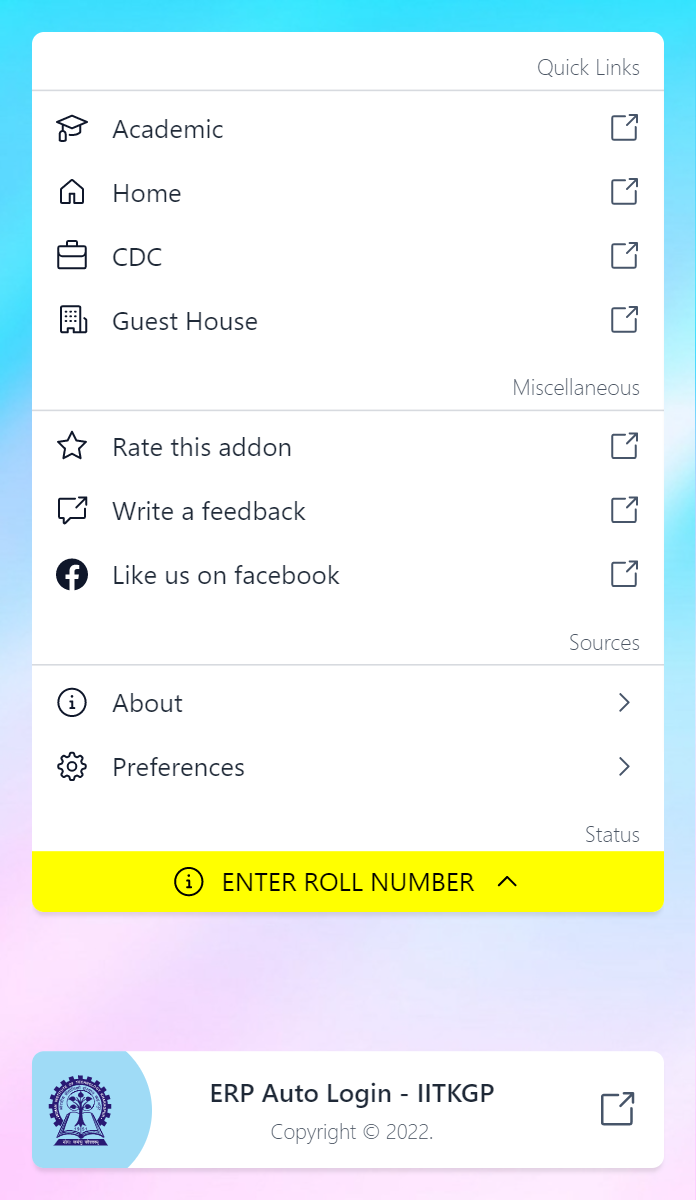 Quick Links
Academic
Home
CDC
Guest House
Miscellaneous
Rate this addon
Write a feedback
Like us on facebook
Sources
About
Preferences
Status
ENTER ROLL NUMBER
ERP Auto Login - IITKGP
Copyright © 2022.